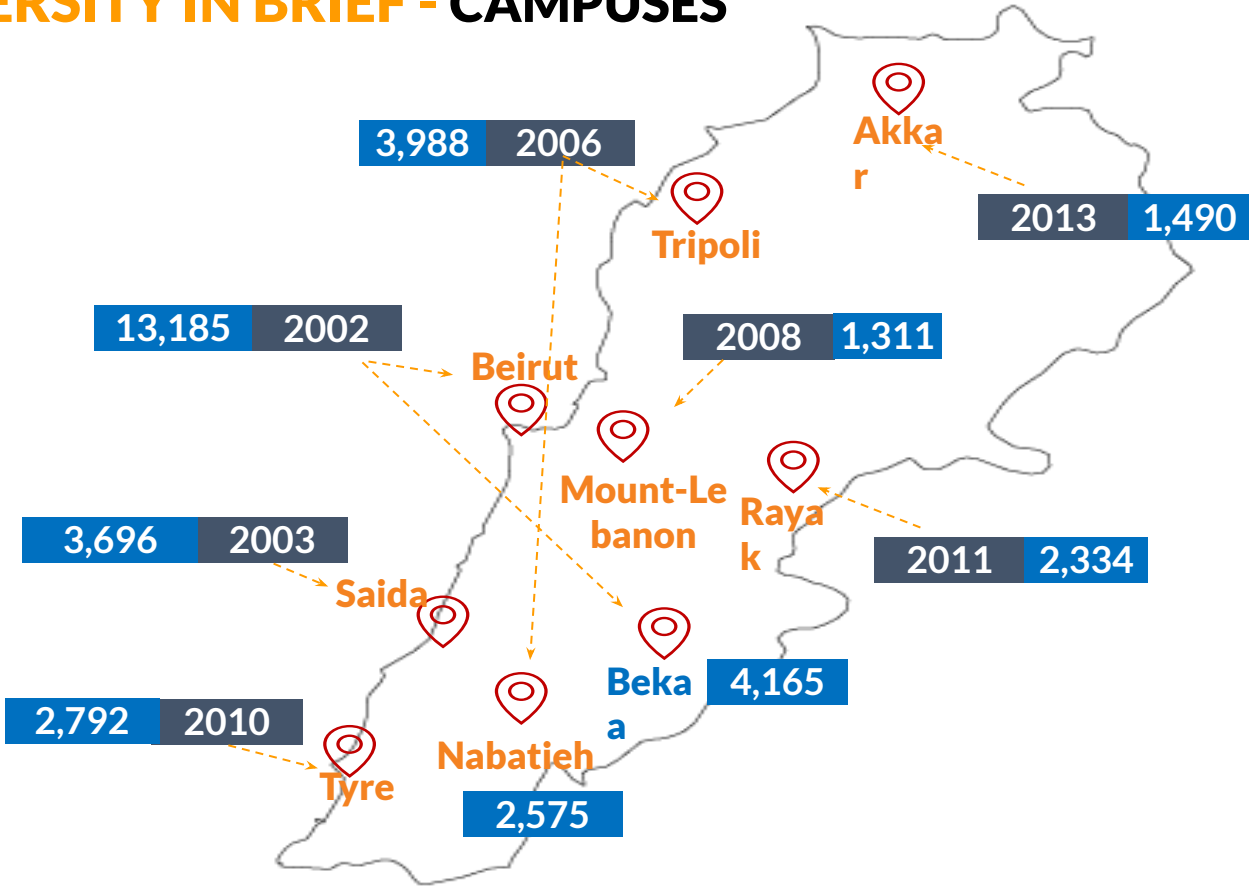 ERSITY IN BRIEF - CAMPUSES
Akka
r
3,988 2006
2013 1,490
Tripoli
13,185 2002
2008 1,311
Beirut
Mount-Le
banon
Raya
k
3,696 2003
2011 2,334
Saida
Beka
a
4,165
2,792 2010
Nabatieh
Tyre
2,575